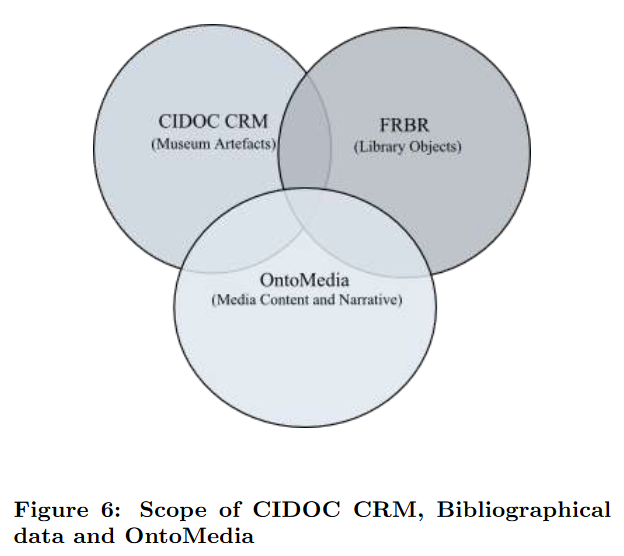 CIDOC CRM
(Museum Artefacts)
FRBR
(Library Objects)
OntoMedia
(Media Content and Narrative)
Figure 6: Scope of CIDOC CRM, Bibliographical
data and OntoMedia